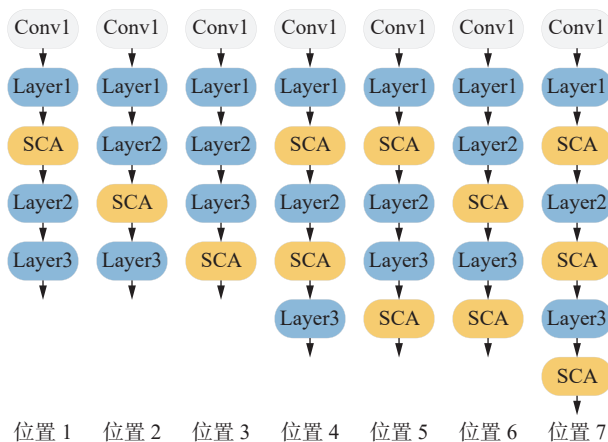 Conv1 Conv1 Conv1 Conv1 Conv1 Conv1 Conv1
Layer1 Layer1 Layer1 Layer1 Layer1 Layer1 Layer1
SCA Layer2 Layer2 SCA SCA Layer2 SCA
Layer2 SCA Layer3 Layer2 Layer2 SCA Layer2
Layer3 Layer3 SCA SCA Layer3 Layer3 SCA
Layer3 SCA SCA Layer3
SCA
位置 1 位置 2 位置 3 位置 4 位置 5 位置 6 位置 7